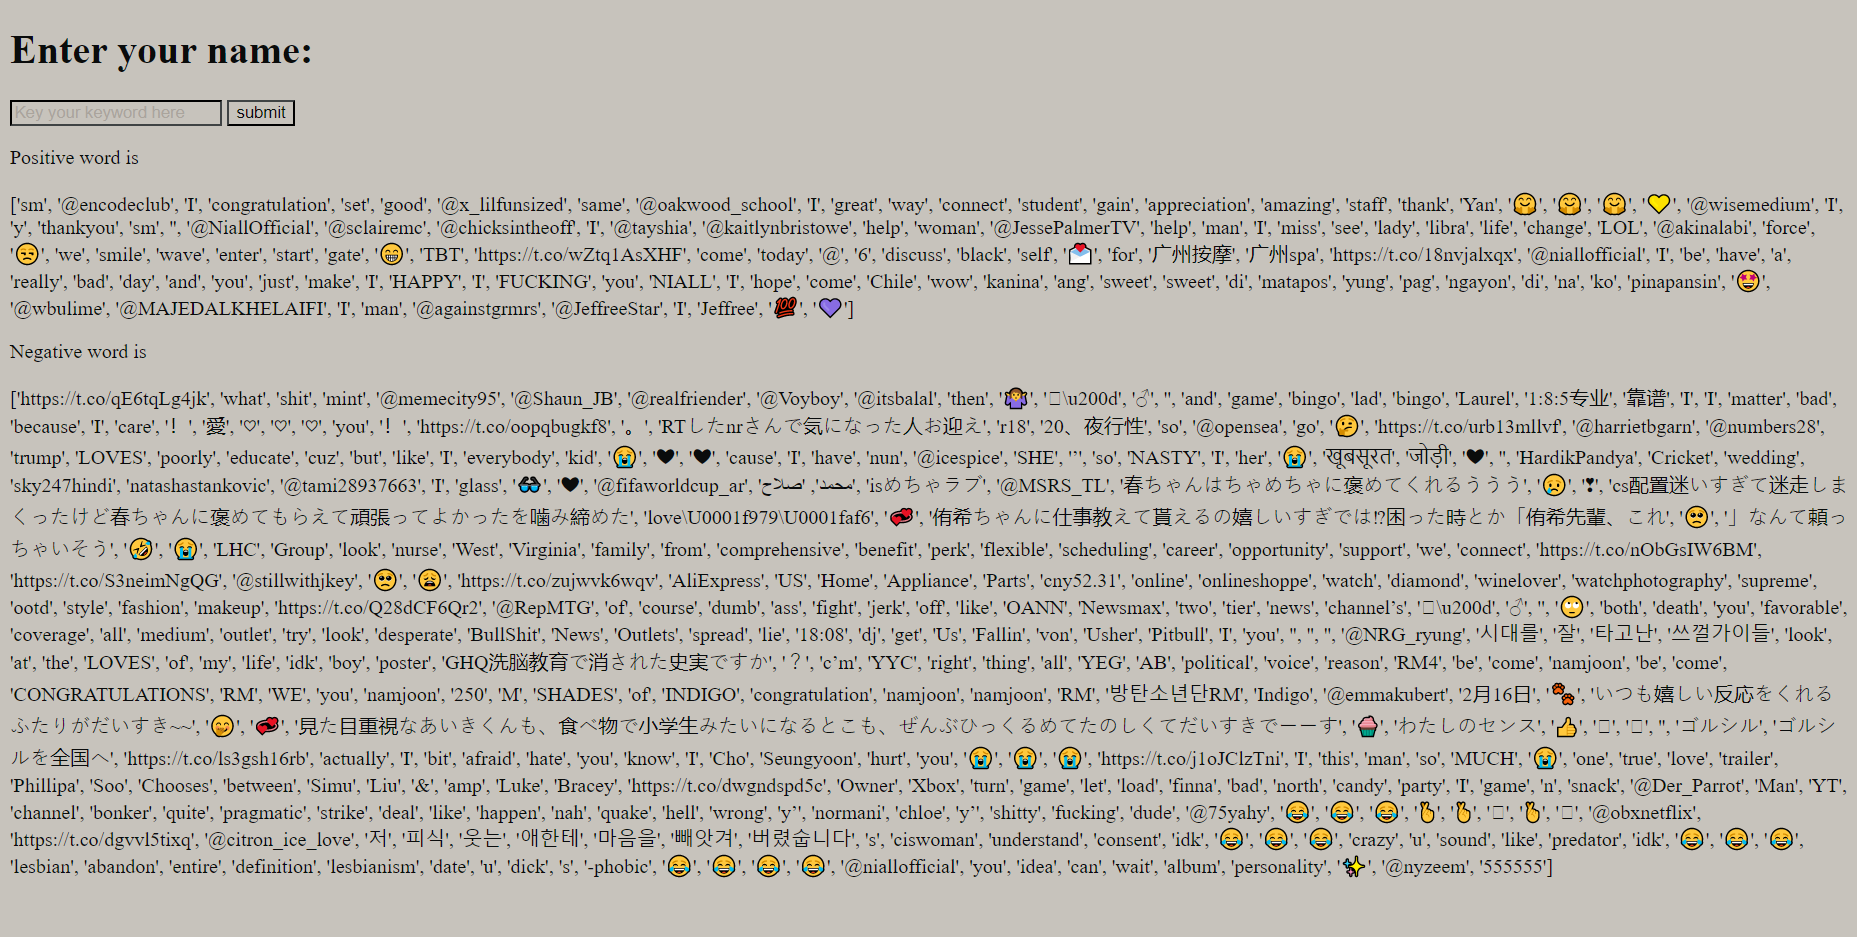 Enter your name:
Key your keyword here submit
Positive word is
['sm', '@encodeclub', 'I', 'congratulation', 'set', 'good', '@x_lilfunsized', 'same', '@oakwood_school', 'I', 'great', 'way', 'connect', 'student', 'gain', 'appreciation', 'amazing', 'staff', 'thank', 'Yan', '🤗', '🤗', '🤗', '💛', '@wisemedium', 'I',
'y', 'thankyou', 'sm', '', '@NiallOfficial', '@sclairemc', '@chicksintheoff', 'I', '@tayshia', '@kaitlynbristowe', 'help', 'woman', '@JessePalmerTV', 'help', 'man', 'I', 'miss', 'see', 'lady', 'libra', 'life', 'change', 'LOL', '@akinalabi', 'force',
'😒', 'we', 'smile', 'wave', 'enter', 'start', 'gate', '😁', 'TBT', 'https://t.co/wZtq1AsXHF', 'come', 'today', '@', '6', 'discuss', 'black', 'self', '💌', 'for', '广州按摩', '广州spa', 'https://t.co/18nvjalxqx', '@niallofficial', 'I', 'be', 'have', 'a',
'really', 'bad', 'day', 'and', 'you', 'just', 'make', 'I', 'HAPPY', 'I', 'FUCKING', 'you', 'NIALL', 'I', 'hope', 'come', 'Chile', 'wow', 'kanina', 'ang', 'sweet', 'sweet', 'di', 'matapos', 'yung', 'pag', 'ngayon', 'di', 'na', 'ko', 'pinapansin', '🤩',
'@wbulime', '@MAJEDALKHELAIFI', 'I', 'man', '@againstgrmrs', '@JeffreeStar', 'I', 'Jeffree', '💯', '💜']
Negative word is
['https://t.co/qE6tqLg4jk', 'what', 'shit', 'mint', '@memecity95', '@Shaun_JB', '@realfriender', '@Voyboy', '@itsbalal', 'then', '🤷🏾', '\u200d', '♂', '', 'and', 'game', 'bingo', 'lad', 'bingo', 'Laurel', '1:8:5专业', '靠谱', 'I', 'I', 'matter', 'bad',
'because', 'I', 'care', '！', '愛', '♡', '♡', '♡', 'you', '！', 'https://t.co/oopqbugkf8', '。', 'RTしたnrさんで気になった人お迎え', 'r18', '20、夜行性', 'so', '@opensea', 'go', '🤔', 'https://t.co/urb13mllvf', '@harrietbgarn', '@numbers28',
'trump', 'LOVES', 'poorly', 'educate', 'cuz', 'but', 'like', 'I', 'everybody', 'kid', '😭', '♥', '♥', 'cause', 'I', 'have', 'nun', '@icespice', 'SHE', '’', 'so', 'NASTY', 'I', 'her', '😭', 'खूबसूरत', 'जोड़ी', '♥', '', 'HardikPandya', 'Cricket', 'wedding',
'sky247hindi', 'natashastankovic', '@tami28937663', 'I', 'glass', '🕶', '♥', '@fifaworldcup_ar', 'محمد', 'صلاح', 'isめちゃラブ', '@MSRS_TL', '春ちゃんはちゃめちゃに褒めてくれるううう', '😢', '❣', 'cs配置迷いすぎて迷走しま
くったけど春ちゃんに褒めてもらえて頑張ってよかったを噛み締めた', 'love\U0001f979\U0001faf6', '💋', '侑希ちゃんに仕事教えて貰えるの嬉しいすぎでは!?困った時とか「侑希先輩、これ', '🥺', '」なんて頼っ
ちゃいそう', '🤣', '😭', 'LHC', 'Group', 'look', 'nurse', 'West', 'Virginia', 'family', 'from', 'comprehensive', 'benefit', 'perk', 'flexible', 'scheduling', 'career', 'opportunity', 'support', 'we', 'connect', 'https://t.co/nObGsIW6BM',
'https://t.co/S3neimNgQG', '@stillwithjkey', '🥺', '😩', 'https://t.co/zujwvk6wqv', 'AliExpress', 'US', 'Home', 'Appliance', 'Parts', 'cny52.31', 'online', 'onlineshoppe', 'watch', 'diamond', 'winelover', 'watchphotography', 'supreme',
'ootd', 'style', 'fashion', 'makeup', 'https://t.co/Q28dCF6Qr2', '@RepMTG', 'of', 'course', 'dumb', 'ass', 'fight', 'jerk', 'off', 'like', 'OANN', 'Newsmax', 'two', 'tier', 'news', 'channel’s', '\u200d', '♂', '', '🙄', 'both', 'death', 'you', 'favorable',
'coverage', 'all', 'medium', 'outlet', 'try', 'look', 'desperate', 'BullShit', 'News', 'Outlets', 'spread', 'lie', '18:08', 'dj', 'get', 'Us', 'Fallin', 'von', 'Usher', 'Pitbull', 'I', 'you', '', '', '', '@NRG_ryung', '시대를', '잘', '타고난', '쓰껄가이들', 'look',
'at', 'the', 'LOVES', 'of', 'my', 'life', 'idk', 'boy', 'poster', 'GHQ洗脳教育で消された史実ですか', '？', 'c’m', 'YYC', 'right', 'thing', 'all', 'YEG', 'AB', 'political', 'voice', 'reason', 'RM4', 'be', 'come', 'namjoon', 'be', 'come',
'CONGRATULATIONS', 'RM', 'WE', 'you', 'namjoon', '250', 'M', 'SHADES', 'of', 'INDIGO', 'congratulation', 'namjoon', 'namjoon', 'RM', '방탄소년단RM', 'Indigo', '@emmakubert', '2月16日', '🐾', 'いつも嬉しい反応をくれる
ふたりがだいすき~~', '🤭', '💋', '見た目重視なあいきくんも、食べ物で小学生みたいになるとこも、ぜんぶひっくるめてたのしくてだいすきでーーす', '🧁', 'わたしのセンス', '👍', '', '', '', 'ゴルシル', 'ゴルシ
ルを全国へ', 'https://t.co/ls3gsh16rb', 'actually', 'I', 'bit', 'afraid', 'hate', 'you', 'know', 'I', 'Cho', 'Seungyoon', 'hurt', 'you', '😭', '😭', '😭', 'https://t.co/j1oJClzTni', 'I', 'this', 'man', 'so', 'MUCH', '😭', 'one', 'true', 'love', 'trailer',
'Phillipa', 'Soo', 'Chooses', 'between', 'Simu', 'Liu', '&', 'amp', 'Luke', 'Bracey', 'https://t.co/dwgndspd5c', 'Owner', 'Xbox', 'turn', 'game', 'let', 'load', 'finna', 'bad', 'north', 'candy', 'party', 'I', 'game', 'n', 'snack', '@Der_Parrot', 'Man', 'YT',
'channel', 'bonker', 'quite', 'pragmatic', 'strike', 'deal', 'like', 'happen', 'nah', 'quake', 'hell', 'wrong', 'y’', 'normani', 'chloe', 'y’', 'shitty', 'fucking', 'dude', '@75yahy', '😂', '😂', '😂', '🫰', '🫰', '', '🫰', '', '@obxnetflix',
'https://t.co/dgvvl5tixq', '@citron_ice_love', '저', '피식', '웃는', '애한테', '마음을', '빼앗겨', '버렸숩니다', 's', 'ciswoman', 'understand', 'consent', 'idk', '😂', '😂', '😂', 'crazy', 'u', 'sound', 'like', 'predator', 'idk', '😂', '😂', '😂',
'lesbian', 'abandon', 'entire', 'definition', 'lesbianism', 'date', 'u', 'dick', 's', '-phobic', '😂', '😂', '😂', '😂', '@niallofficial', 'you', 'idea', 'can', 'wait', 'album', 'personality', '✨', '@nyzeem', '555555']